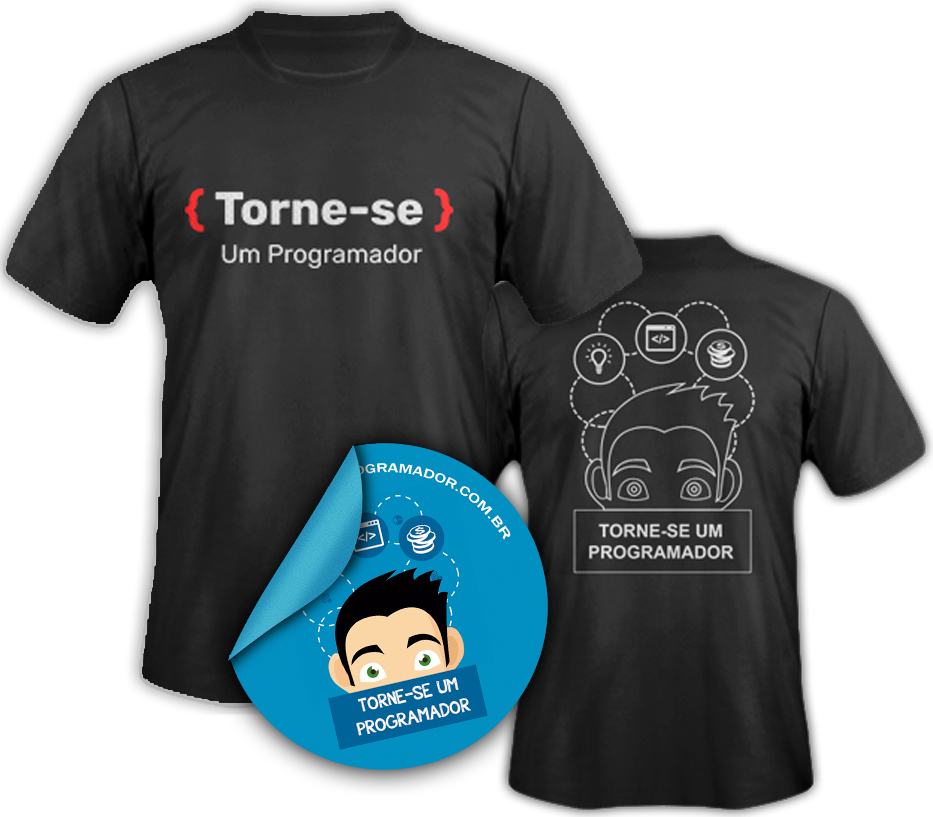 { Torne-se }
Um Programador
</>
$
TORNE-SE UM
PROGRAMADOR
OGRAMADOR.COM.BR
</>
$
TORNE-SE UM
PROGRAMADOR